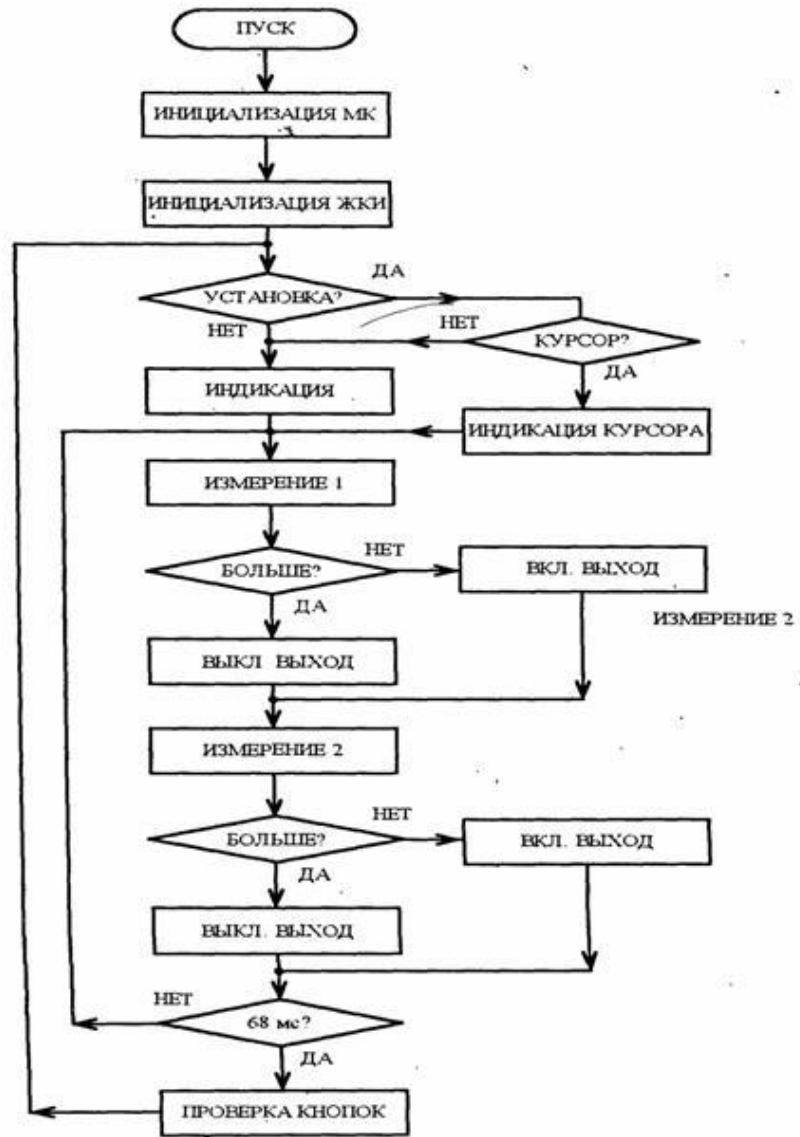 ПУСК
ИНИЦИАЛИЗАЦИЯ МК
ИНИЦИАЛИЗАЦИЯ ЖКИ
ДА
УСТАНОВКА?
НЕТ
НЕТ
КУРСОР?
ДА
ИНДИКАЦИЯ
ИНДИКАЦИЯ КУРСОРА
ИЗМЕРЕНИЕ 1
НЕТ
БОЛЬШЕ?
ВКЛ. ВЫХОД
ДА
ИЗМЕРЕНИЕ 2
ВЫКЛ. ВЫХОД
ИЗМЕРЕНИЕ 2
НЕТ
БОЛЬШЕ?
ВКЛ. ВЫХОД
ДА
ВЫКЛ. ВЫХОД
НЕТ
68 мс?
ДА
ПРОВЕРКА КНОПОК